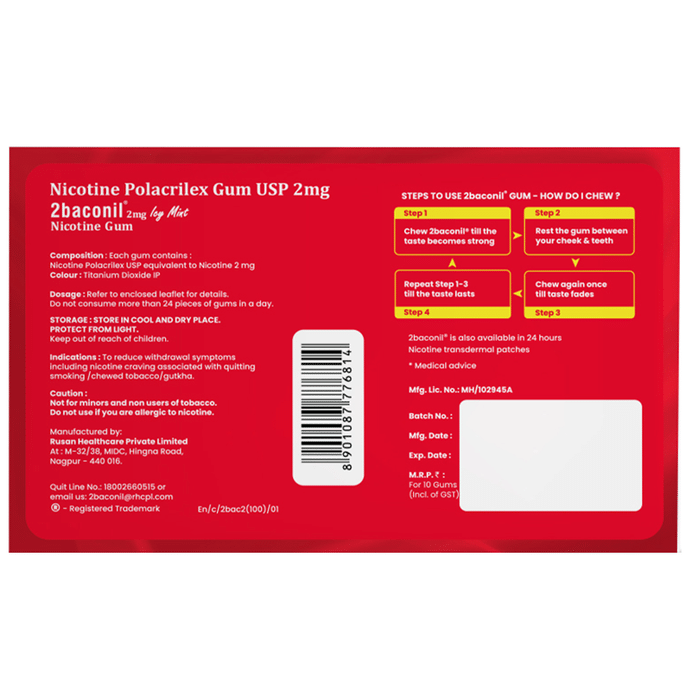 Nicotine Polacrilex Gum USP 2mg
2baconil® 2mg Icy Mint
Nicotine Gum
Composition : Each gum contains :
Nicotine Polacrilex USP equivalent to Nicotine 2 mg
Colour : Titanium Dioxide IP
Dosage : Refer to enclosed leaflet for details.
Do not consume more than 24 pieces of gums in a day.
STORAGE : STORE IN COOL AND DRY PLACE.
PROTECT FROM LIGHT.
Keep out of reach of children.
Indications : To reduce withdrawal symptoms
including nicotine craving associated with quitting
smoking /chewed tobacco/gutkha.
Caution :
Not for minors and non users of tobacco.
Do not use if you are allergic to nicotine.
Manufactured by:
Rusan Healthcare Private Limited
At : M-32/38, MIDC, Hingna Road,
Nagpur - 440 016.
Quit Line No.: 18002660515 or
email us: 2baconil@rhcpl.com
® - Registered Trademark
En/c/2bac2(100)/01
8 901087 776814
STEPS TO USE 2baconil® GUM - HOW DO I CHEW ?
Step 1
Chew 2baconil® till the
taste becomes strong
Step 2
Rest the gum between
your cheek & teeth
Chew again once
till taste fades
Step 3
Repeat Step 1-3
till the taste lasts
Step 4
2baconil® is also available in 24 hours
Nicotine transdermal patches
* Medical advice
Mfg. Lic. No.: MH/102945A
Batch No :
Mfg. Date :
Exp. Date :
M.R.P. ₹ :
For 10 Gums
(Incl. of GST)